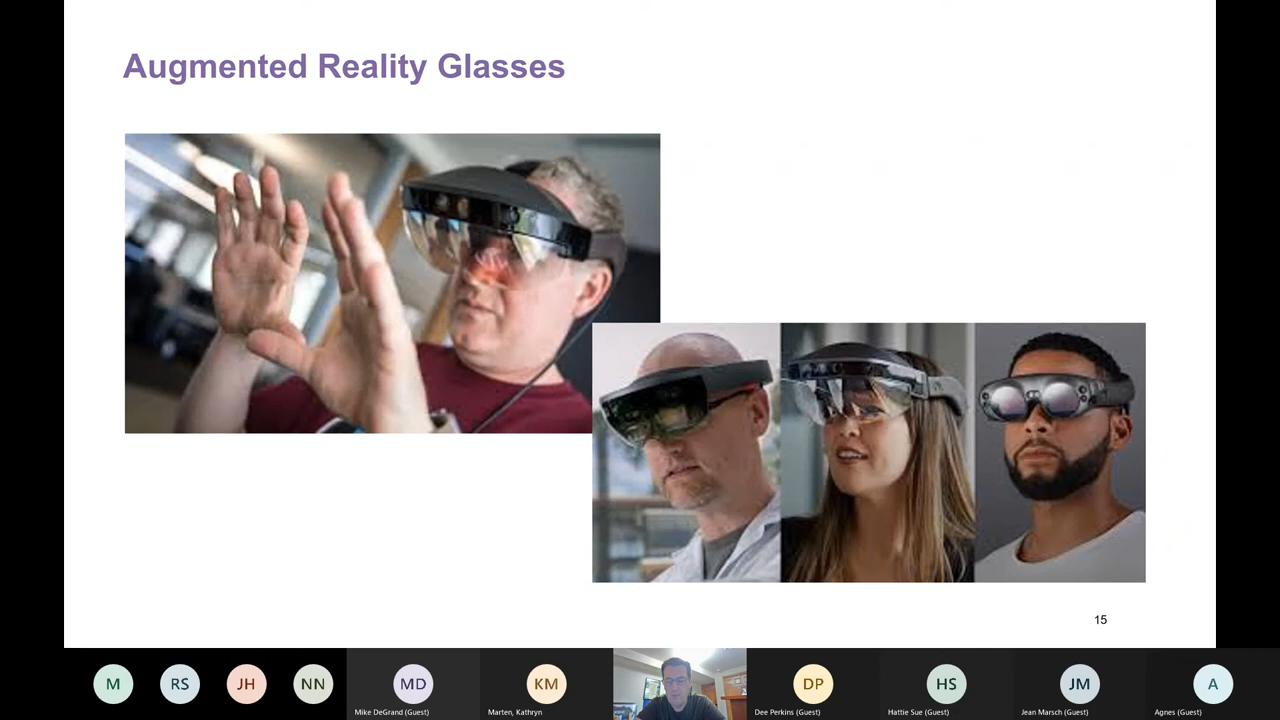 Augmented Reality Glasses
15
M
RS
JH
NN
MD
KM
DP
HS
JM
A
Mike DeGrand (Guest)
Marten, Kathryn
Dee Perkins (Guest)
Hattie Sue (Guest)
Jean Marsch (Guest)
Agnes (Guest)